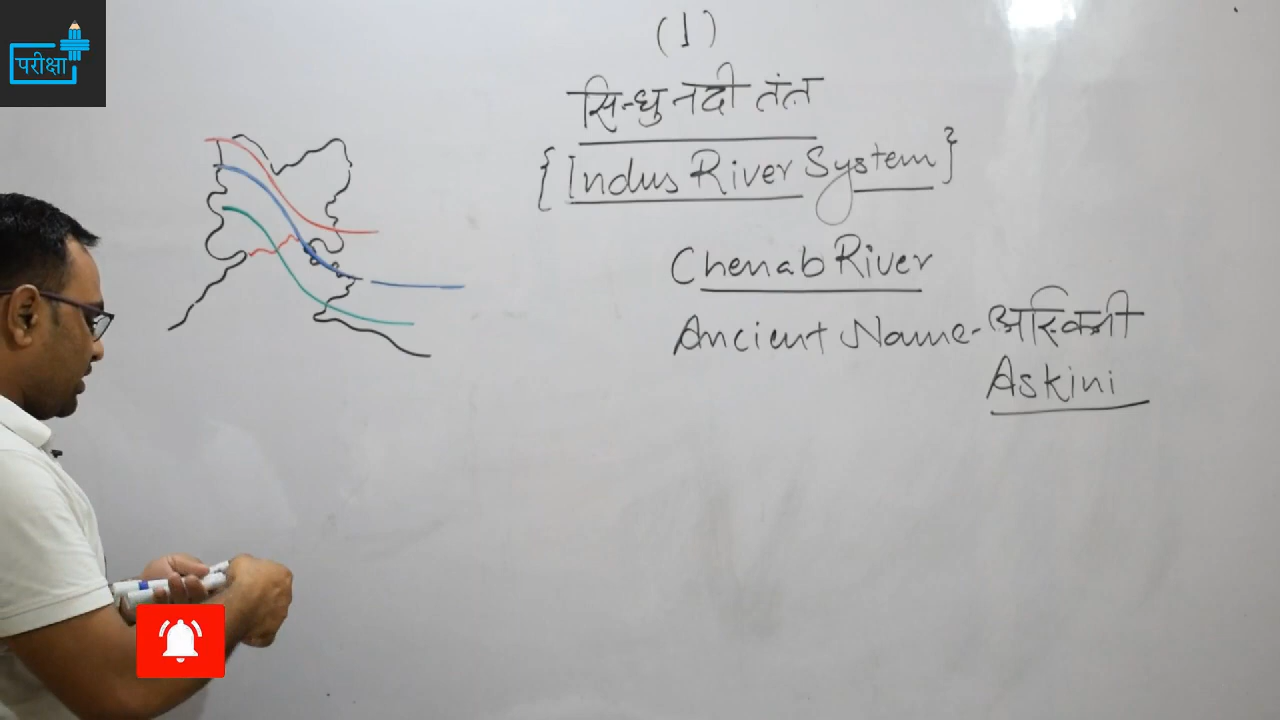 परीक्षा
(1)
सिन्धु नदी तंत्र
{Indus River System}
Chenab River
Ancient Name- अस्किनी
Askini